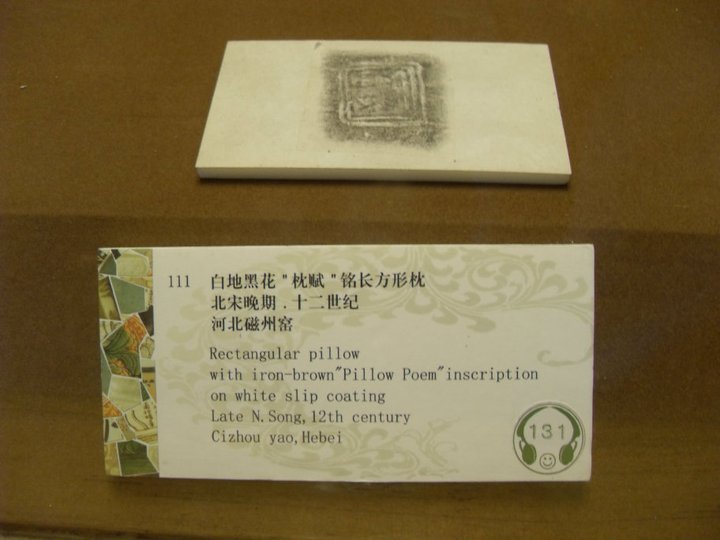 111 白地黑花"枕赋"铭长方形枕
北宋晚期.十二世纪
河北磁州窑
Rectangular pillow
with iron-brown"Pillow Poem"inscription
on white slip coating
Late N.Song,12th century
Cizhou yao,Hebei
131